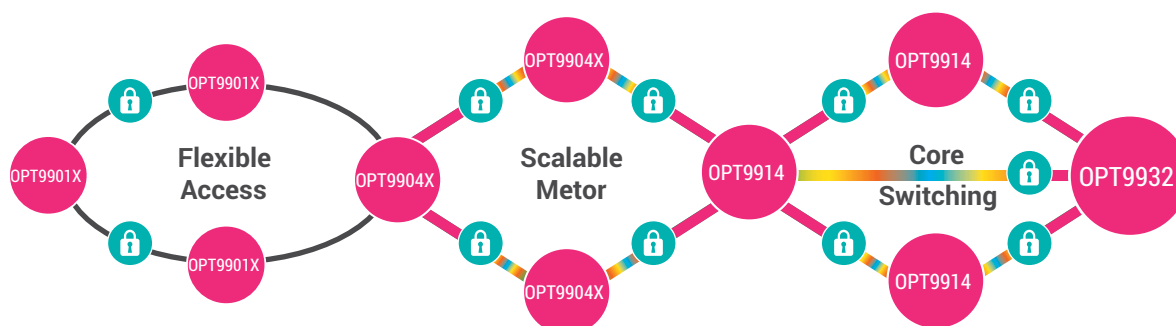 OPT9901X
OPT9901X
OPT9901X
Flexible
Access
OPT9904X
OPT9904X
OPT9904X
Scalable
Metor
OPT9914
OPT9914
OPT9914
Core
Switching
OPT9932